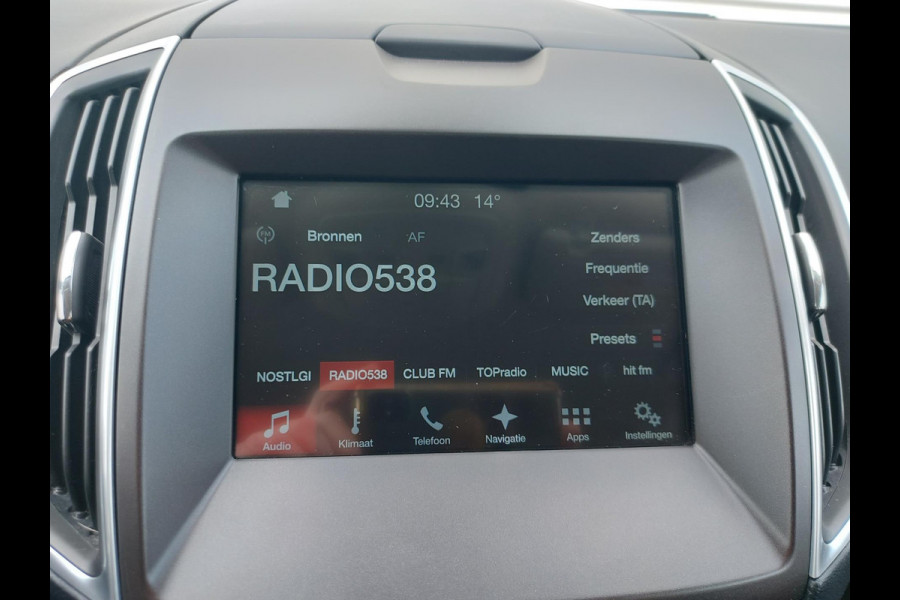 09:43 14°
FM Bronnen AF Zenders
RADIO538 Frequentie
Verkeer (TA)
Presets
NOSTLGI RADIO538 CLUB FM TOPradio MUSIC hit fm
Audio Klimaat Telefoon Navigatie Apps Instellingen